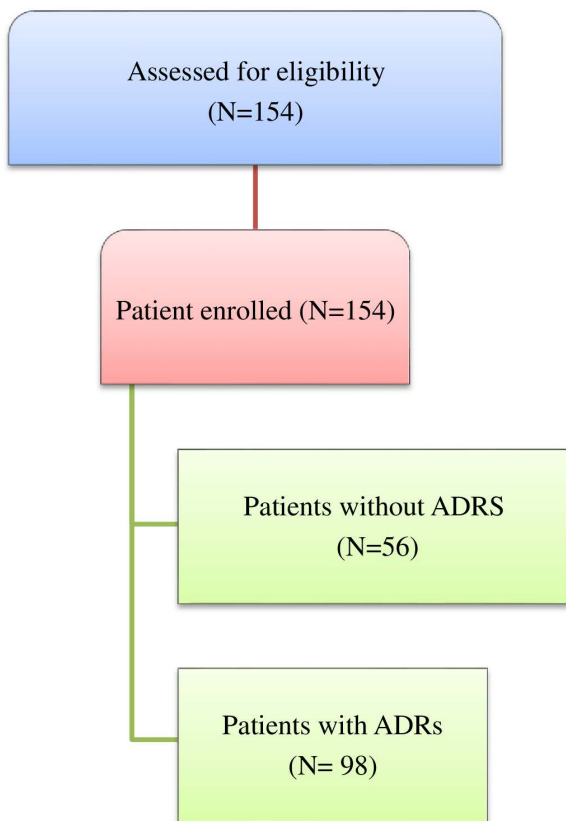 Assessed for eligibility
(N=154)
Patient enrolled (N=154)
Patients without ADRS
(N=56)
Patients with ADRs
(N= 98)